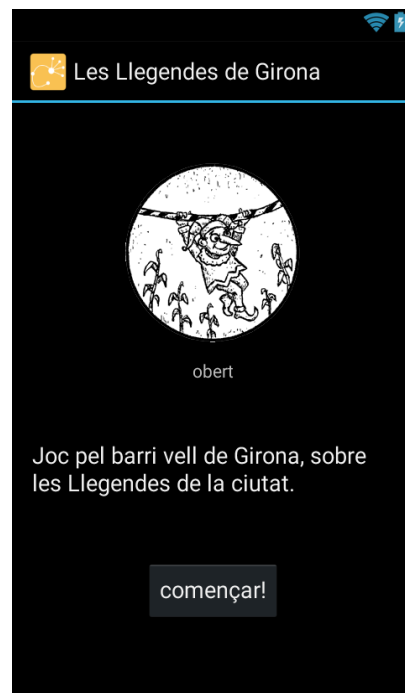 Les Llegendes de Girona
obert
Joc pel barri vell de Girona, sobre
les Llegendes de la ciutat.
començar!